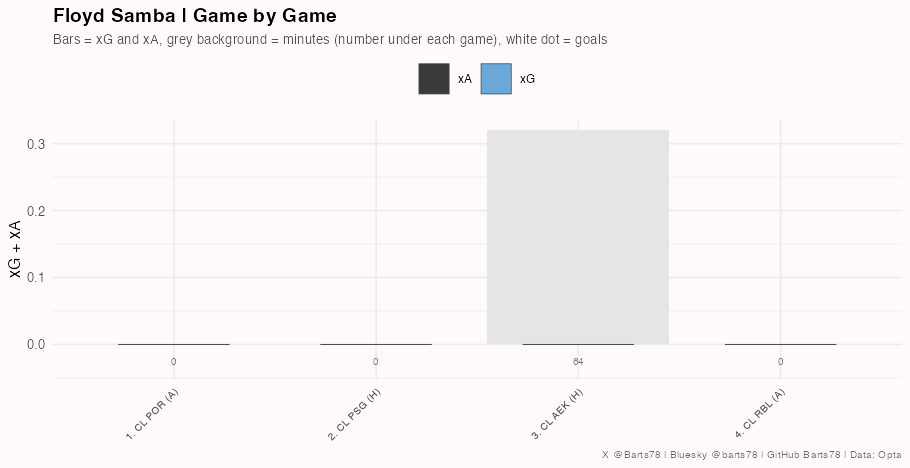 Floyd Samba | Game by Game
Bars = xG and xA, grey background = minutes (number under each game), white dot = goals
xA xG
xG + xA
0.3
0.2
0.1
0.0
0 0 64 0
1. CL POR (A) 2. CL PSG (H) 3. CL AEK (H) 4. CL RBL (A)
X @Barts78 | Bluesky @barts78 | GitHub Barts78 | Data: Opta